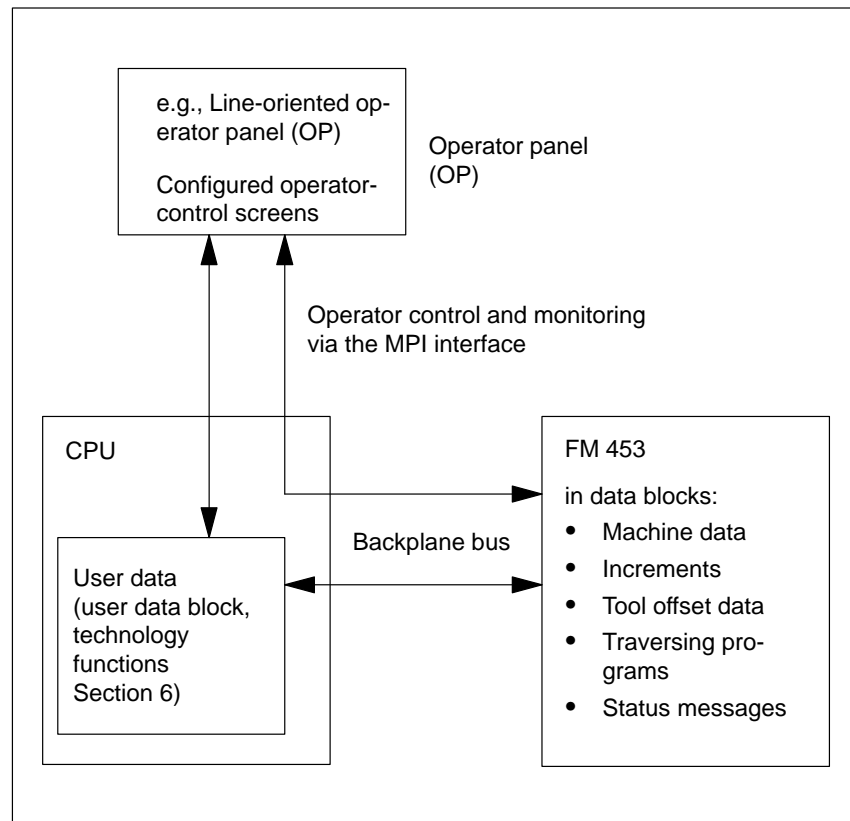 e.g., Line-oriented op-
erator panel (OP)
Configured operator-
control screens
Operator panel
(OP)
Operator control and monitoring
via the MPI interface
CPU
User data
(user data block,
technology
functions
Section 6)
Backplane bus
FM 453
in data blocks:
• Machine data
• Increments
• Tool offset data
• Traversing pro-
grams
• Status messages